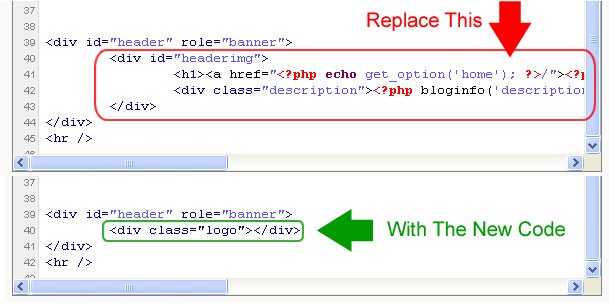 Replace This
37
38
39 <div id="header" role="banner">
40 <div id="headerimg">
41 <h1><a href="<?php echo get_option('home'); ?>/"><?p
42 <div class="description"><?php bloginfo('description
43 </div>
44 </div>
45 <hr />
46
37
38
39 <div id="header" role="banner">
40 <div class="logo"></div>
41 </div>
42 <hr />
43
With The New Code